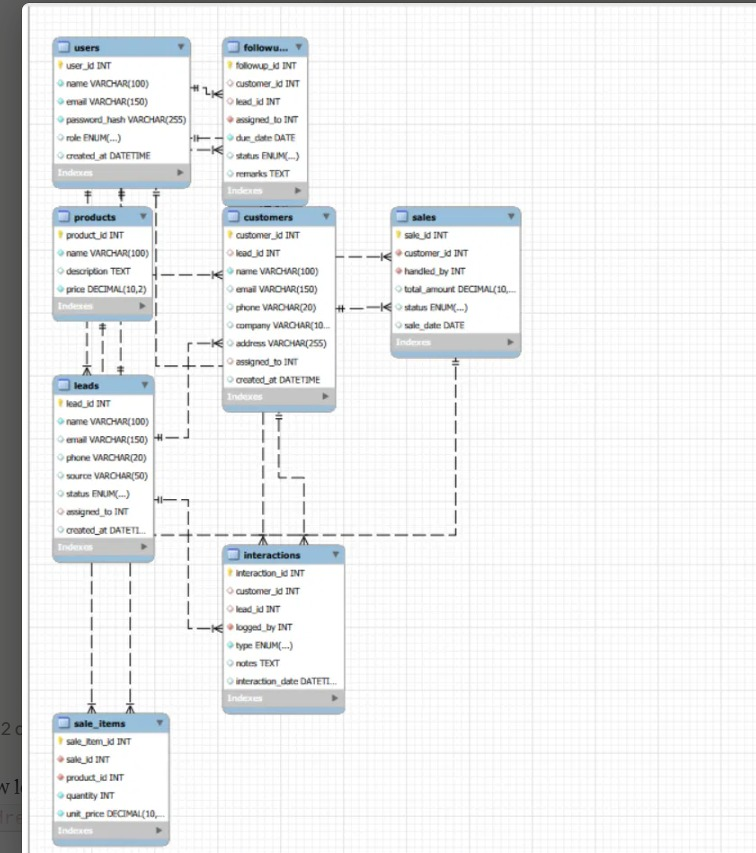 users
user_id INT
name VARCHAR(100)
email VARCHAR(150)
password_hash VARCHAR(255)
role ENUM(...)
created_at DATETIME
Indexes
followu...
followup_id INT
customer_id INT
lead_id INT
assigned_to INT
due_date DATE
status ENUM(...)
remarks TEXT
Indexes
products
product_id INT
name VARCHAR(100)
description TEXT
price DECIMAL(10,2)
Indexes
customers
customer_id INT
lead_id INT
name VARCHAR(100)
email VARCHAR(150)
phone VARCHAR(20)
company VARCHAR(10...
address VARCHAR(255)
assigned_to INT
created_at DATETIME
Indexes
sales
sale_id INT
customer_id INT
handled_by INT
total_amount DECIMAL(10,...
status ENUM(...)
sale_date DATE
Indexes
leads
lead_id INT
name VARCHAR(100)
email VARCHAR(150)
phone VARCHAR(20)
source VARCHAR(50)
status ENUM(...)
assigned_to INT
created_at DATETI...
Indexes
interactions
interaction_id INT
customer_id INT
lead_id INT
logged_by INT
type ENUM(...)
notes TEXT
interaction_date DATETI...
Indexes
sale_items
sale_item_id INT
sale_id INT
product_id INT
quantity INT
unit_price DECIMAL(10,...
Indexes